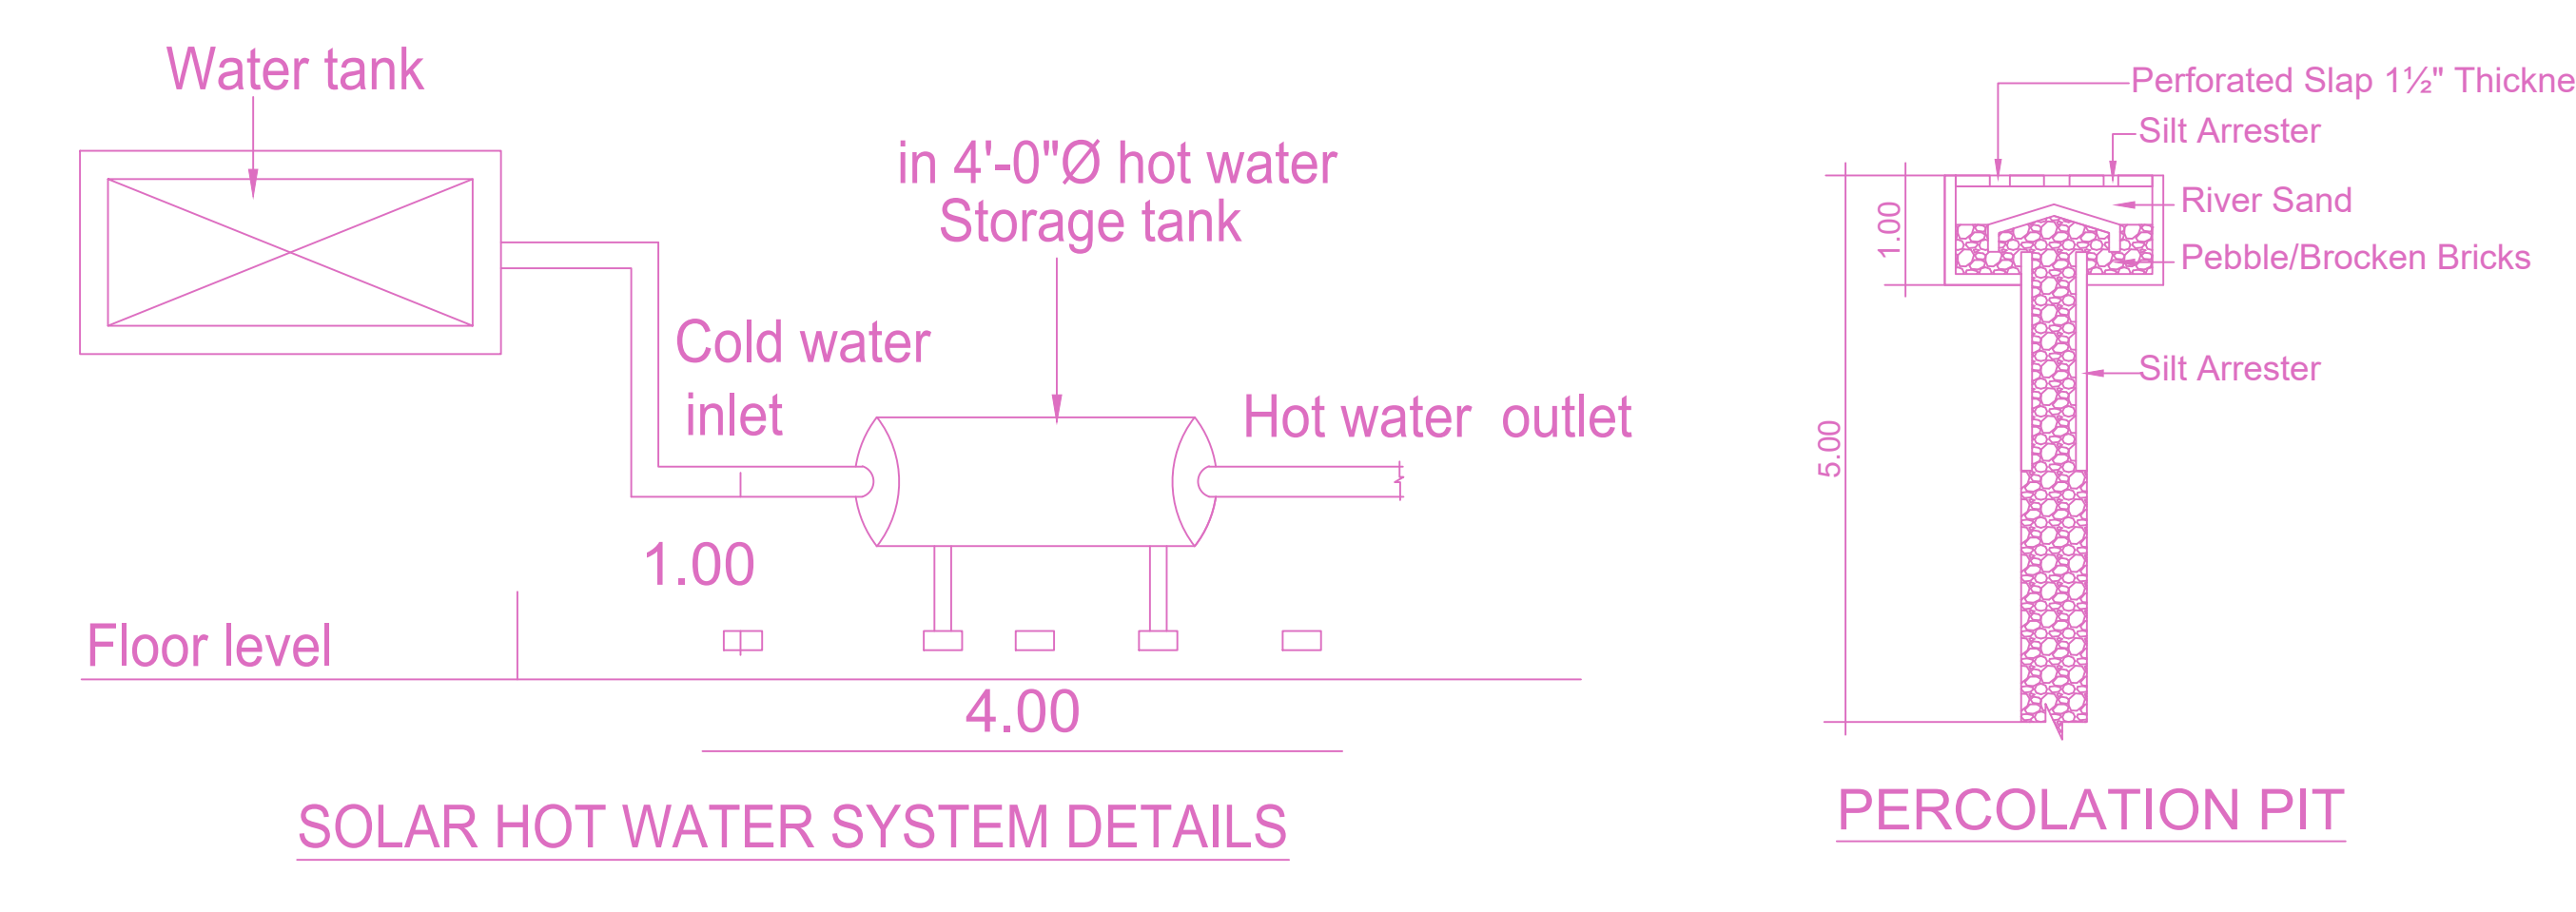 Water tank
in 4'-0"Ø hot water
Storage tank
Cold water
inlet
Hot water outlet
1.00
Floor level
4.00
SOLAR HOT WATER SYSTEM DETAILS
Perforated Slap 1½" Thickne
Silt Arrester
River Sand
1.00
Pebble/Brocken Bricks
Silt Arrester
5.00
PERCOLATION PIT